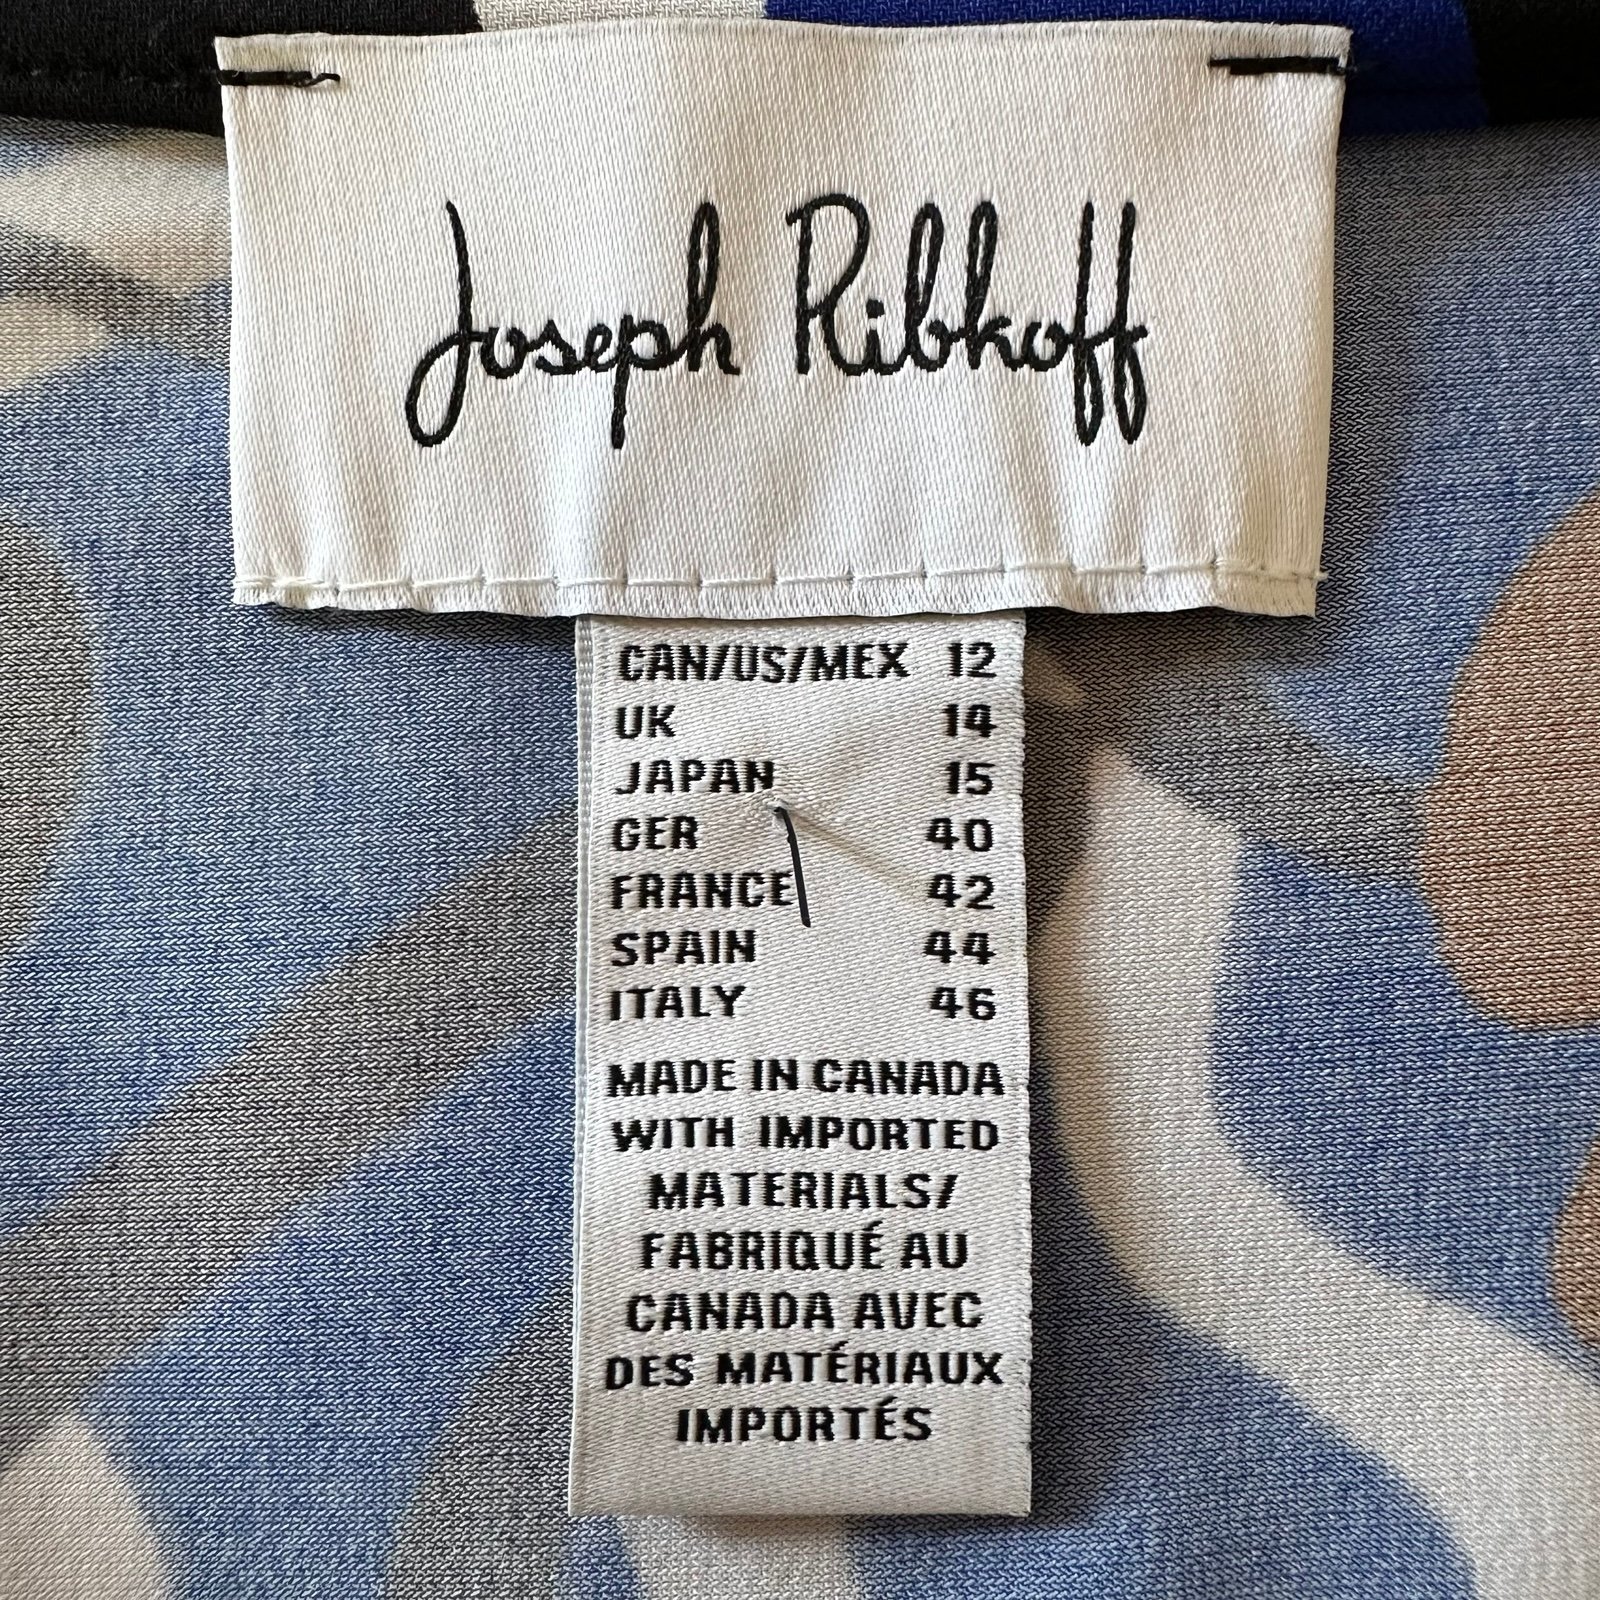 Joseph Ribkoff
CAN/US/MEX 12
UK 14
JAPAN 15
GER 40
FRANCE 42
SPAIN 44
ITALY 46
MADE IN CANADA
WITH IMPORTED
MATERIALS/
FABRIQUÉ AU
CANADA AVEC
DES MATÉRIAUX
IMPORTÉS